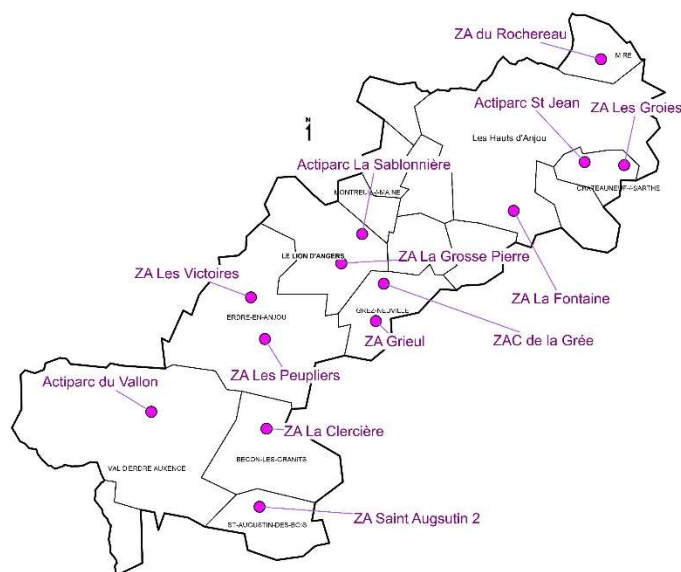 ZA du Rochereau
MIRE
Actiparc St Jean
ZA Les Groies
Les Hauts d'Anjou
N
Actiparc La Sablonnière
CHATEAUNEUF-/-SARTHE
MONTREUIL-/-MAINE
LE LION D'ANGERS
ZA La Grosse Pierre
ZA Les Victoires
ZA La Fontaine
ERDRE-EN-ANJOU
GREZ-NEUVILLE
ZA Grieul
ZAC de la Grée
ZA Les Peupliers
Actiparc du Vallon
ZA La Clercière
BECON-LES-GRANITS
VAL D'ERDRE AUXENCE
ZA Saint Augsutin 2
ST-AUGUSTIN-DES-BOIS